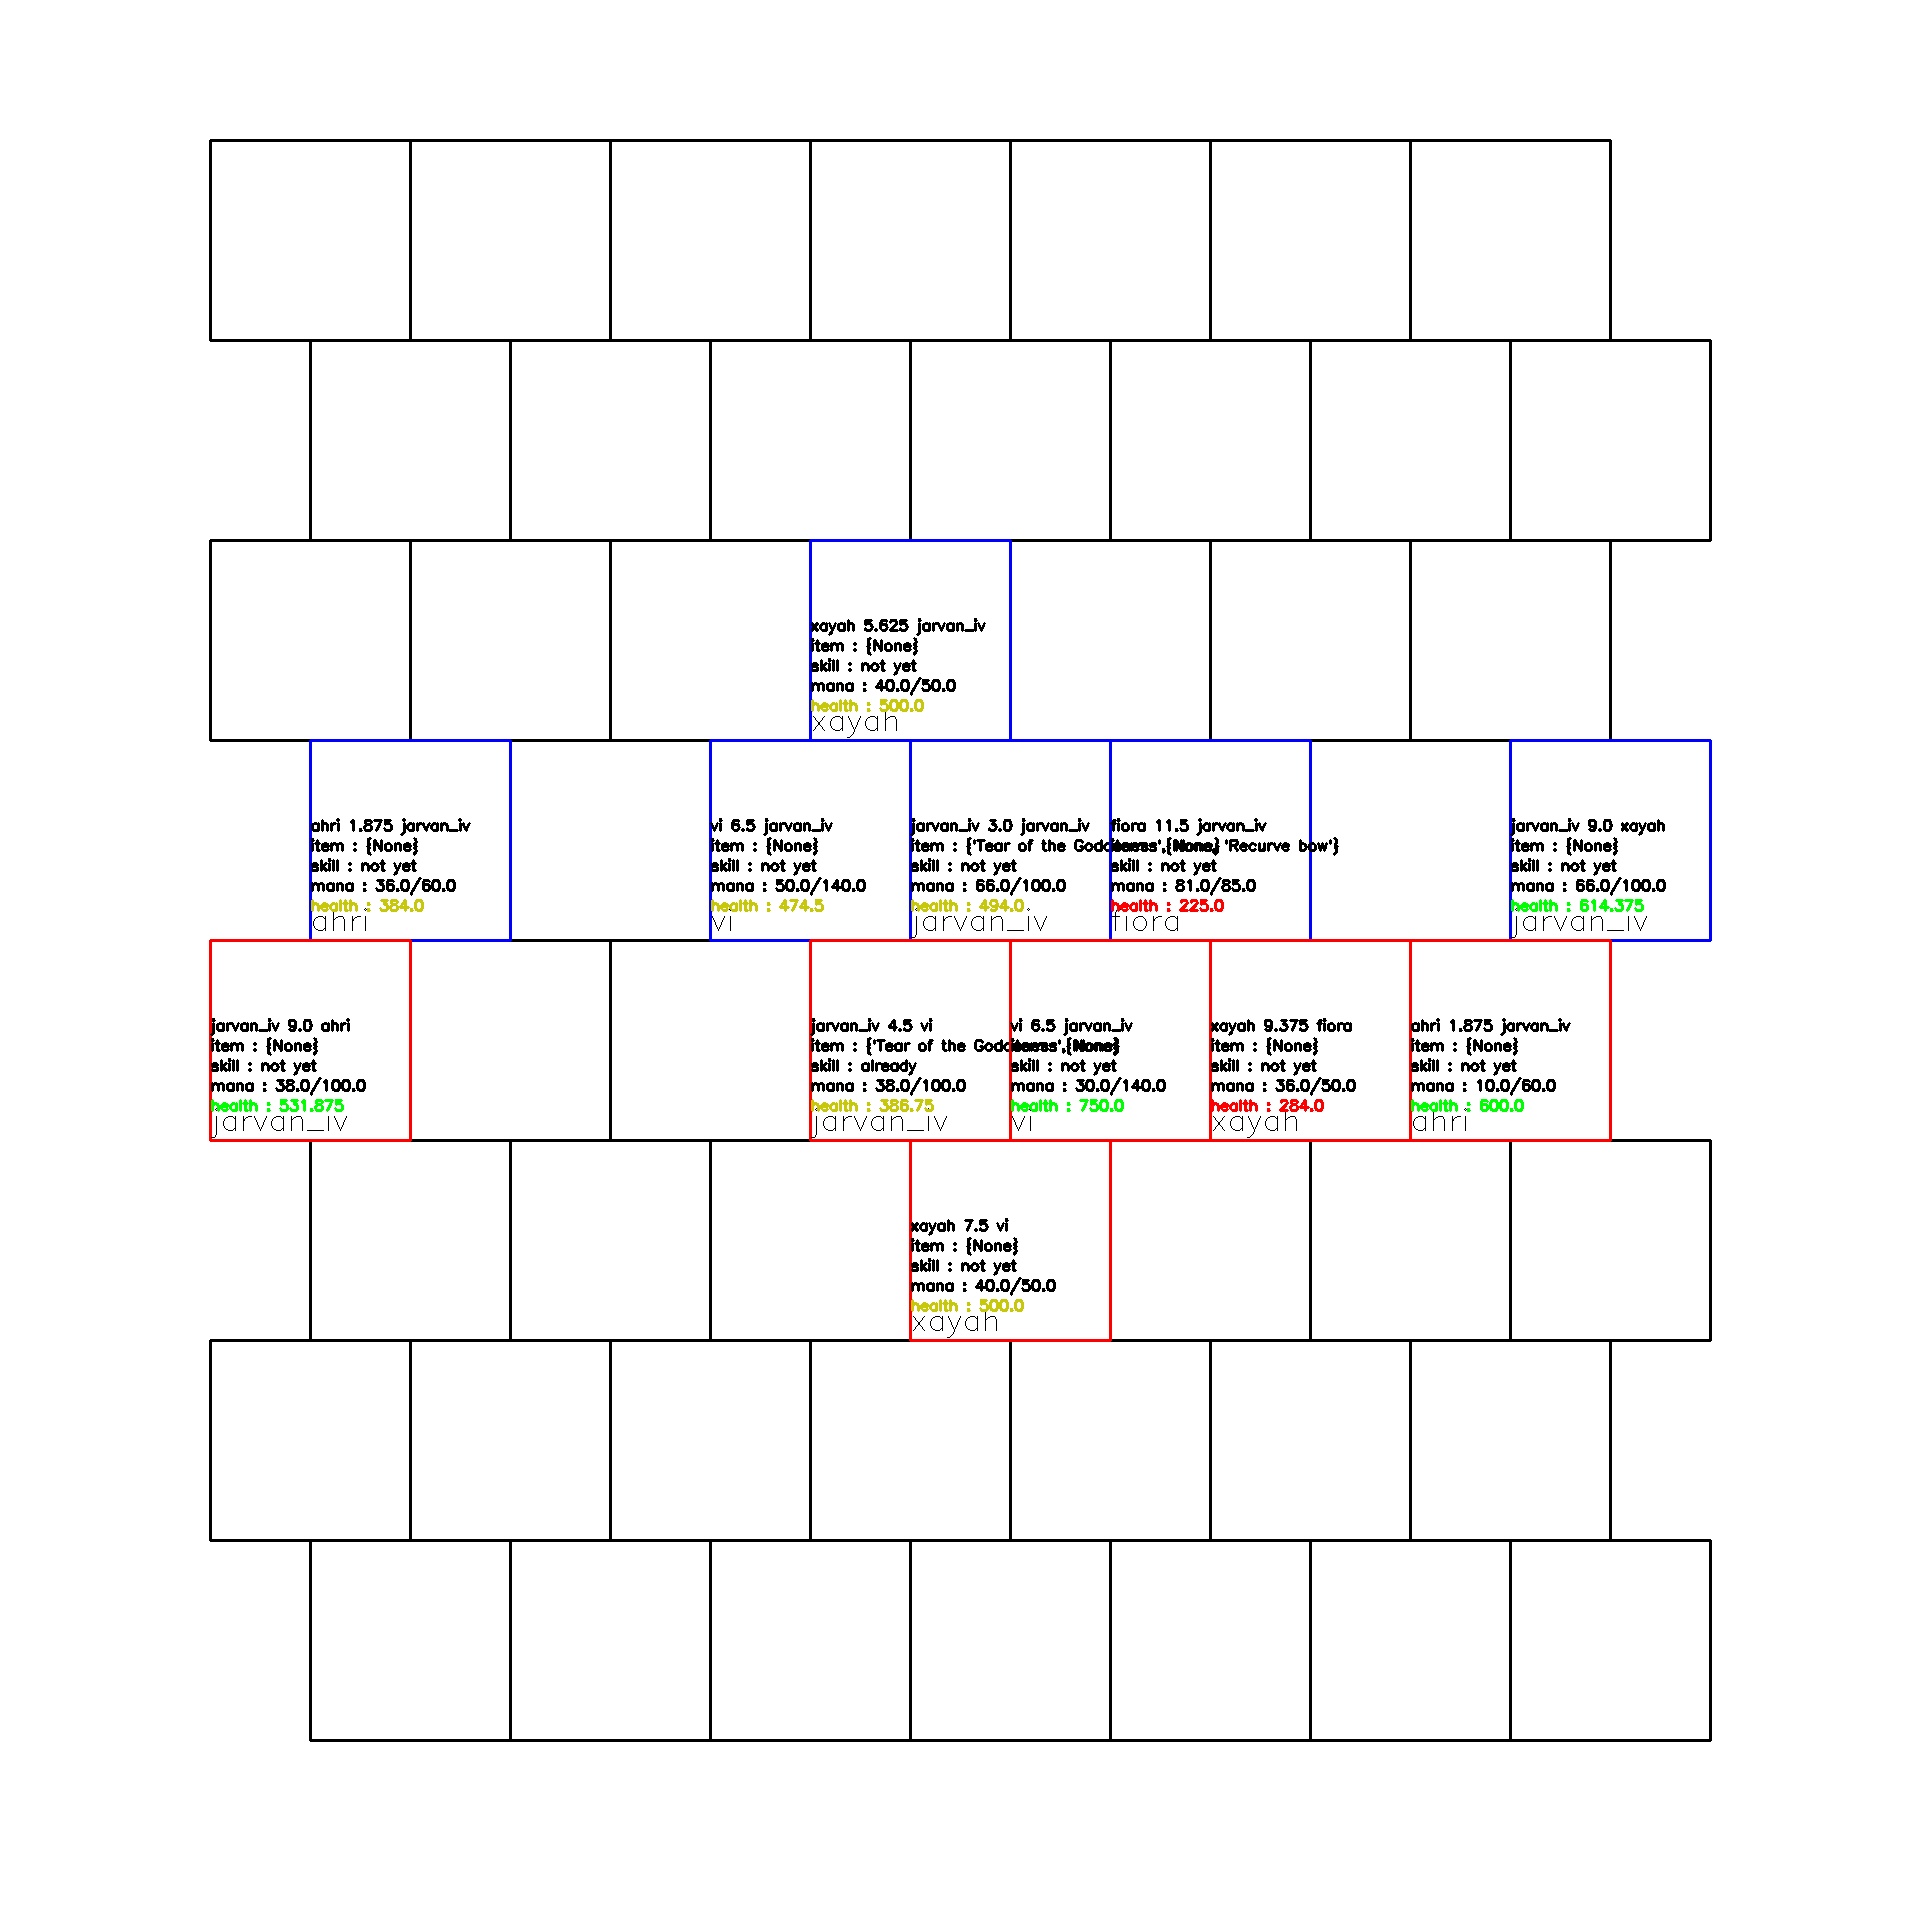 xayah 5.625 jarvan_iv
item : {None}
skill : not yet
mana : 40.0/50.0
health : 500.0
xayah
ahri 1.875 jarvan_iv
item : {None}
skill : not yet
mana : 36.0/60.0
health : 384.0
ahri
vi 6.5 jarvan_iv
item : {None}
skill : not yet
mana : 50.0/140.0
health : 474.5
vi
jarvan_iv 3.0 jarvan_iv
item : {'Tear of the Goddeness', 'Recurve bow'}
skill : not yet
mana : 66.0/100.0
health : 494.0
jarvan_iv
fiora 11.5 jarvan_iv
item : {None}
skill : not yet
mana : 81.0/85.0
health : 225.0
fiora
jarvan_iv 9.0 xayah
item : {None}
skill : not yet
mana : 66.0/100.0
health : 614.375
jarvan_iv
jarvan_iv 9.0 ahri
item : {None}
skill : not yet
mana : 38.0/100.0
health : 531.875
jarvan_iv
jarvan_iv 4.5 vi
item : {'Tear of the
skill : already
mana : 38.0/100.0
health : 386.75
jarvan_iv
vi 6.5 jarvan_iv
item : {None}
skill : not yet
mana : 30.0/140.0
health : 750.0
vi
xayah 9.375 fiora
item : {None}
skill : not yet
mana : 36.0/50.0
health : 284.0
xayah
ahri 1.875 jarvan_iv
item : {None}
skill : not yet
mana : 10.0/60.0
health : 600.0
ahri
xayah 7.5 vi
item : {None}
skill : not yet
mana : 40.0/50.0
health : 500.0
xayah